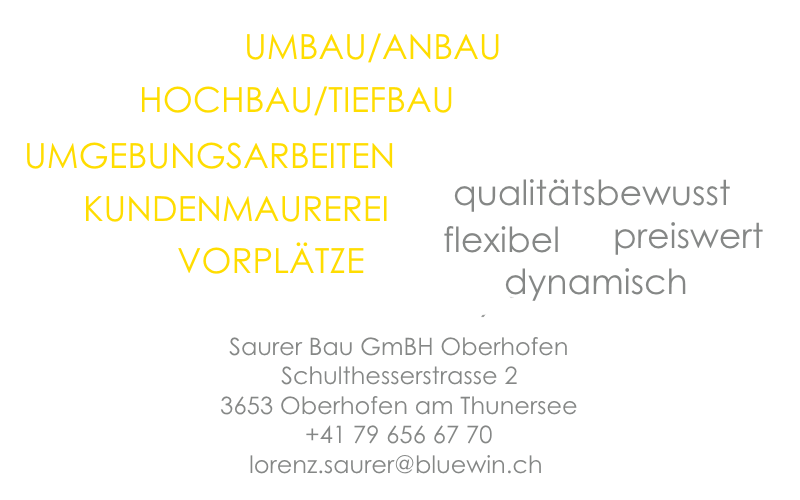 UMBAU/ANBAU
HOCHBAU/TIEFBAU
UMGEBUNGSARBEITEN
KUNDENMAUREREI
VORPLÄTZE
qualitätsbewusst
flexibel preiswert
dynamisch
Saurer Bau GmBH Oberhofen
Schulthesserstrasse 2
3653 Oberhofen am Thunersee
+41 79 656 67 70
lorenz.saurer@bluewin.ch